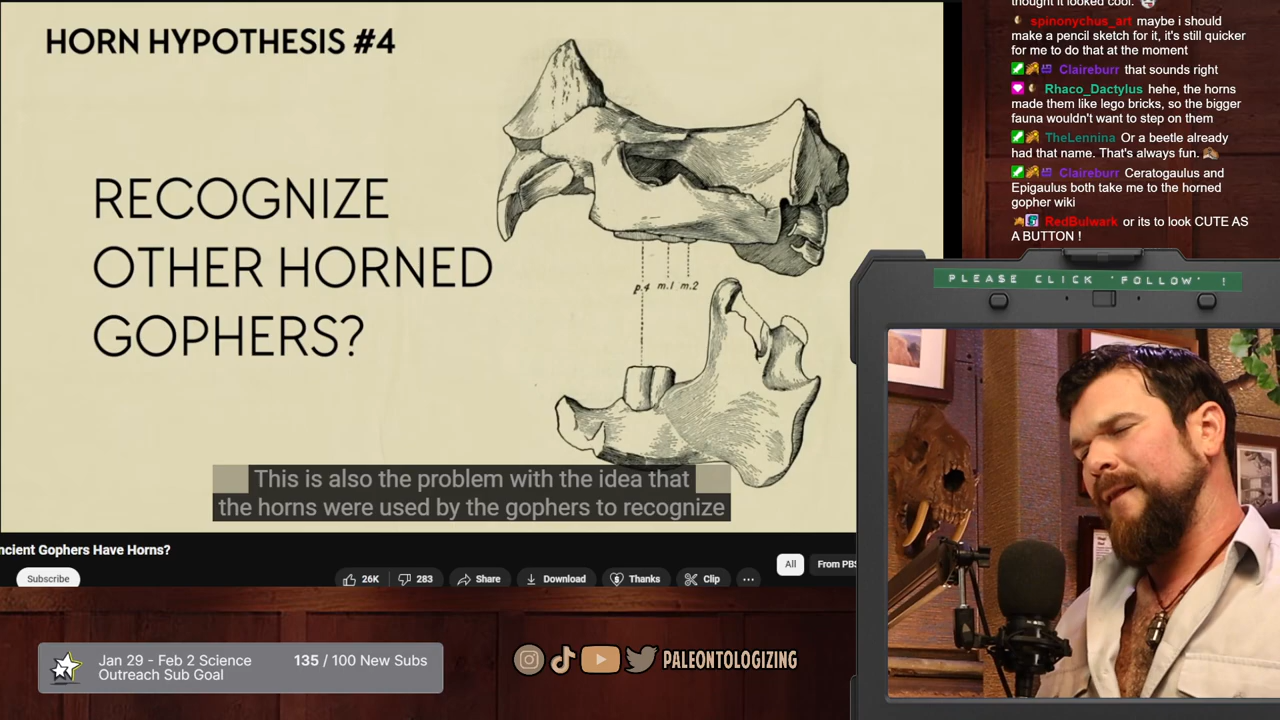 HORN HYPOTHESIS #4
RECOGNIZE
OTHER HORNED
GOPHERS?
p.4 m.1 m.2
This is also the problem with the idea that
the horns were used by the gophers to recognize
ncient Gophers Have Horns?
Subscribe
26K
283
Share
Download
Thanks
Clip
All
From PBS
Jan 29 - Feb 2 Science
Outreach Sub Goal
135 / 100 New Subs
PALEONTOLOGIZING
thought it looked cool.
spinonychus_art maybe i should
make a pencil sketch for it, it's still quicker
for me to do that at the moment
Claireburr that sounds right
Rhaco_Dactylus hehe, the horns
made them like lego bricks, so the bigger
fauna wouldn't want to step on them
TheLennina Or a beetle already
had that name. That's always fun.
Claireburr Ceratogaulus and
Epigaulus both take me to the horned
gopher wiki
RedBulwark or its to look CUTE AS
A BUTTON !
PLEASE CLICK 'FOLLOW' !